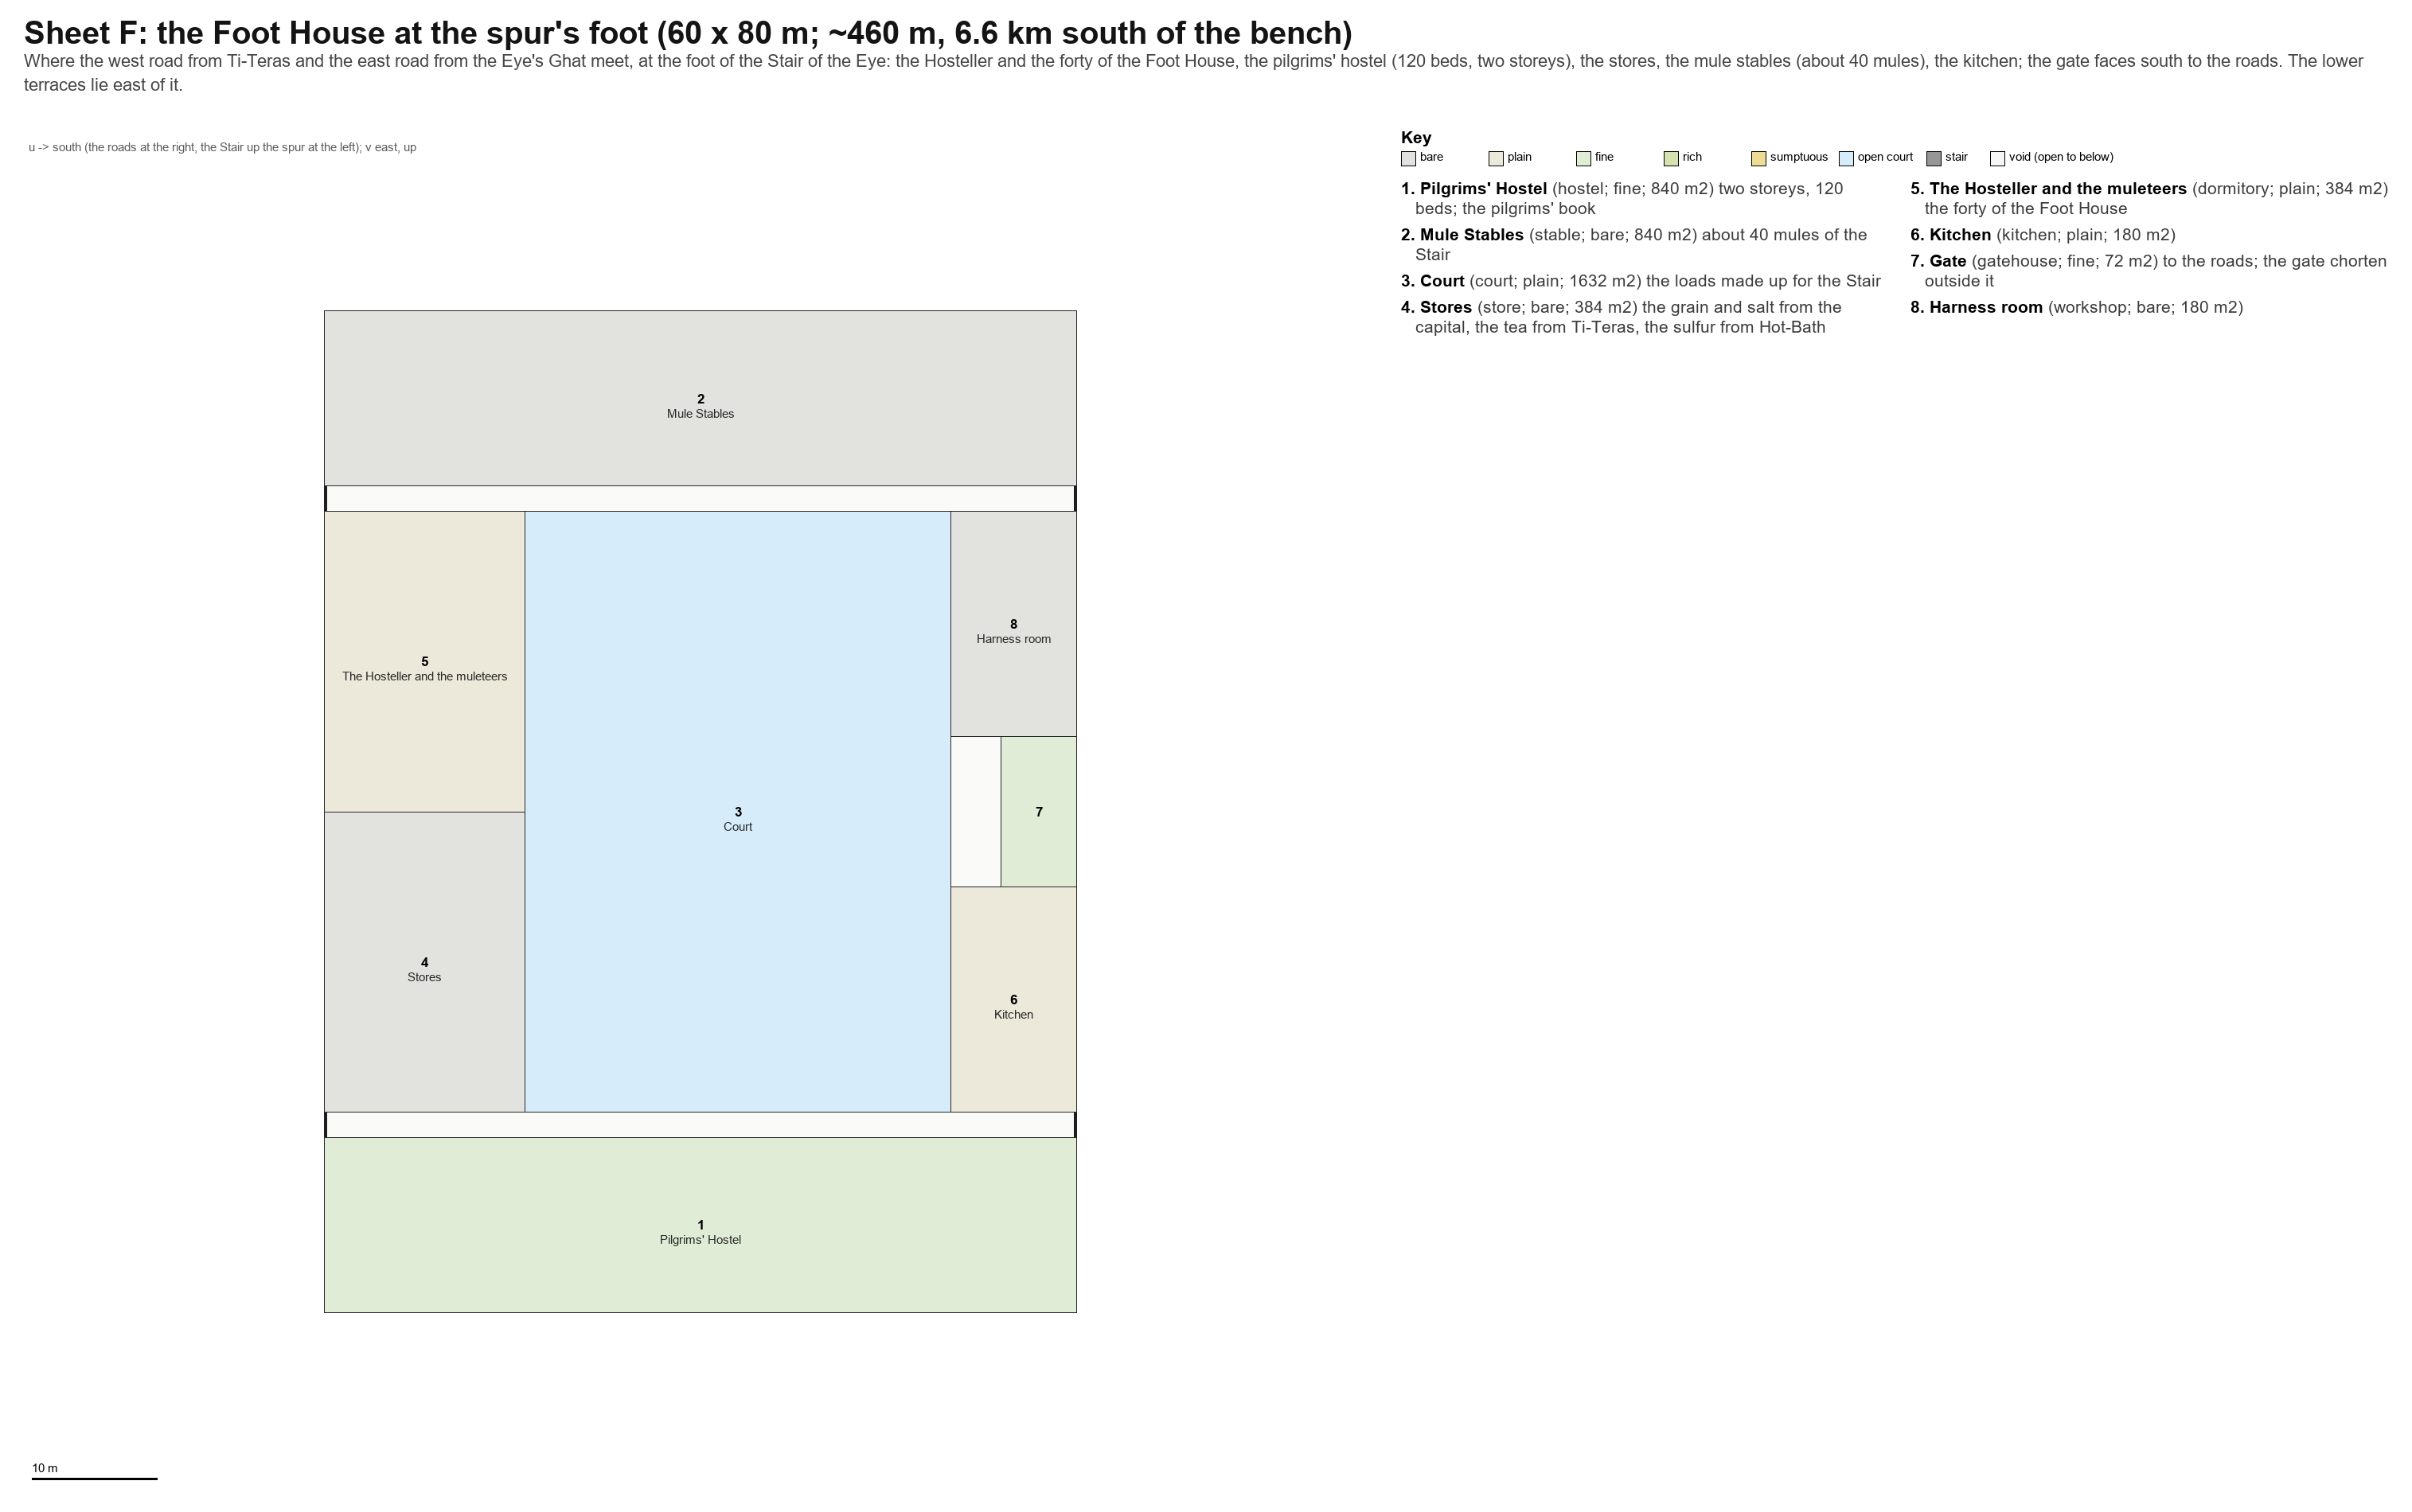 Sheet F: the Foot House at the spur's foot (60 x 80 m; ~460 m, 6.6 km south of the bench)
Where the west road from Ti-Teras and the east road from the Eye's Ghat meet, at the foot of the Stair of the Eye: the Hosteller and the forty of the Foot House, the pilgrims' hostel (120 beds, two storeys), the stores, the mule stables (about 40 mules), the kitchen; the gate faces south to the roads. The lower
terraces lie east of it.
u -> south (the roads at the right, the Stair up the spur at the left); v east, up
Key
bare plain fine rich sumptuous open court stair void (open to below)
1. Pilgrims' Hostel (hostel; fine; 840 m2) two storeys, 120
beds; the pilgrims' book
2. Mule Stables (stable; bare; 840 m2) about 40 mules of the
Stair
3. Court (court; plain; 1632 m2) the loads made up for the Stair
4. Stores (store; bare; 384 m2) the grain and salt from the
capital, the tea from Ti-Teras, the sulfur from Hot-Bath
5. The Hosteller and the muleteers (dormitory; plain; 384 m2)
the forty of the Foot House
6. Kitchen (kitchen; plain; 180 m2)
7. Gate (gatehouse; fine; 72 m2) to the roads; the gate chorten
outside it
8. Harness room (workshop; bare; 180 m2)
2
Mule Stables
5
The Hosteller and the muleteers
8
Harness room
3
Court
7
4
Stores
6
Kitchen
1
Pilgrims' Hostel
10 m